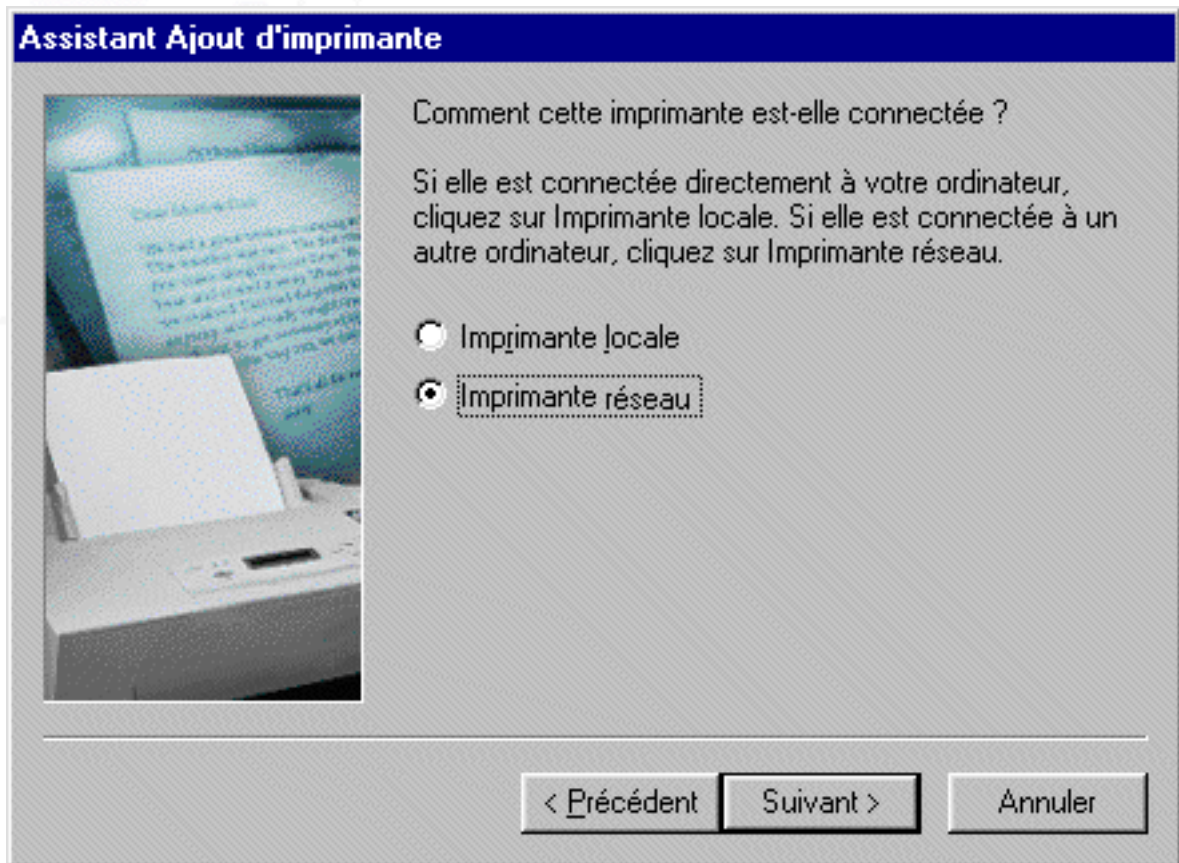 Assistant Ajout d'imprimante
Comment cette imprimante est-elle connectée ?
Si elle est connectée directement à votre ordinateur,
cliquez sur Imprimante locale. Si elle est connectée à un
autre ordinateur, cliquez sur Imprimante réseau.
Imprimante locale
Imprimante réseau
< Précédent
Suivant >
Annuler